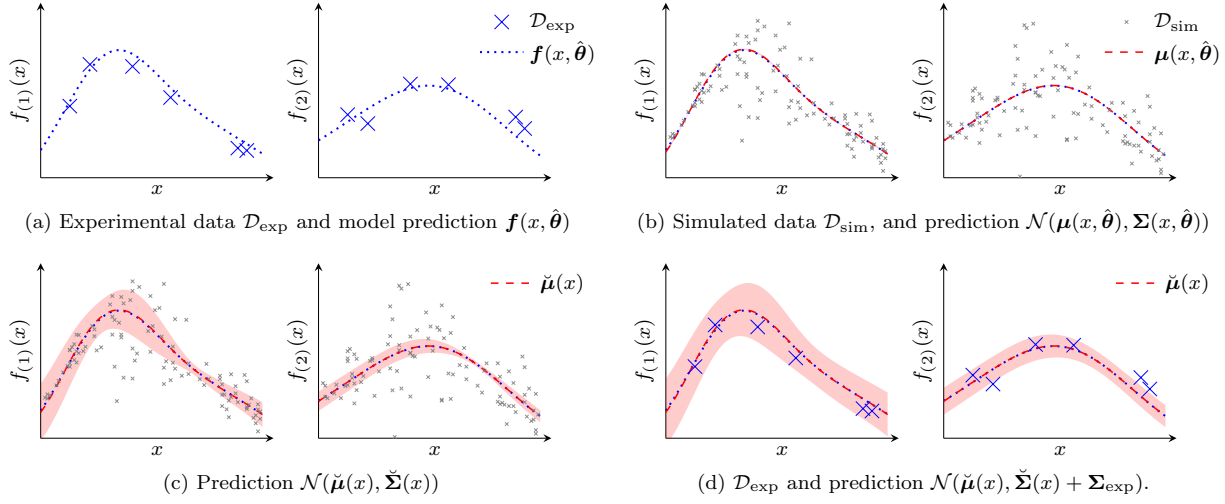 f₍₁₎(x)
x
f₍₂₎(x)
x
𝒟exp
f(x, θ̂)
(a) Experimental data 𝒟exp and model prediction f(x, θ̂)
f₍₁₎(x)
x
f₍₂₎(x)
x
𝒟sim
μ(x, θ̂)
(b) Simulated data 𝒟sim, and prediction 𝒩(μ(x, θ̂), Σ(x, θ̂))
f₍₁₎(x)
x
f₍₂₎(x)
x
μ̆(x)
(c) Prediction 𝒩(μ̆(x), Σ̆(x))
f₍₁₎(x)
x
f₍₂₎(x)
x
μ̆(x)
(d) 𝒟exp and prediction 𝒩(μ̆(x), Σ̆(x) + Σexp).